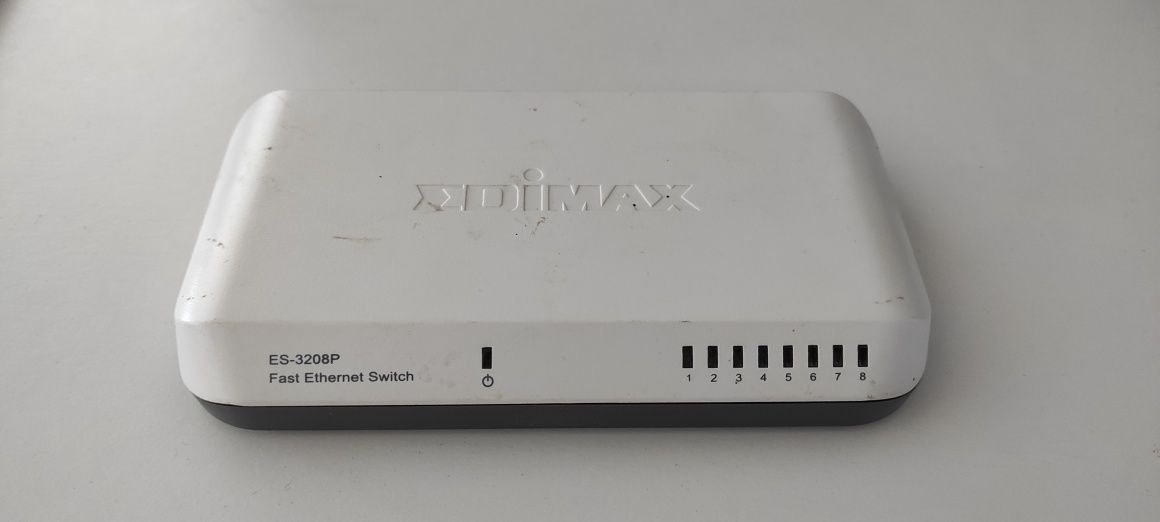 EDiMAX
ES-3208P
Fast Ethernet Switch
1 2 3 4 5 6 7 8